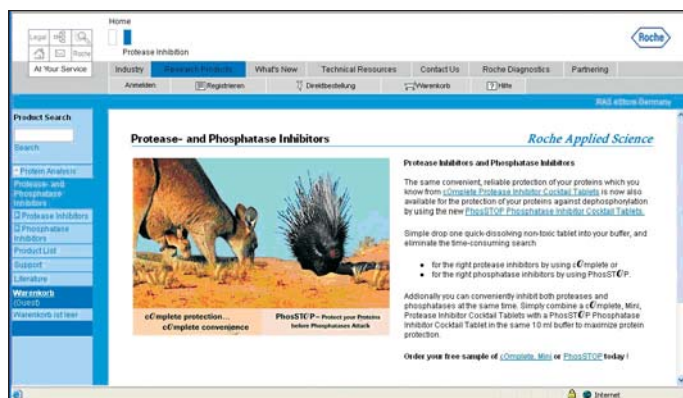 Home
Legal
Roche
Roche
Protease Inhibition
At Your Service
Industry Research Products What's New Technical Resources Contact Us Roche Diagnostics Partnering
Anmelden Registrieren Direktbestellung Warenkorb Hilfe
RAS eStore Germany
Product Search
Search
Protein Analysis
Protease- and
Phosphatase
Inhibitors
Protease Inhibitors
Phosphatase
Inhibitors
Product List
Support
Literature
Warenkorb
(Guest)
Warenkorb ist leer
Protease- and Phosphatase Inhibitors
Roche Applied Science
cOmplete protection...
cOmplete convenience
PhosSTOP – Protect your Proteins
before Phosphatases Attack
Protease Inhibitors and Phosphatase Inhibitors
The same convenient, reliable protection of your proteins which you
know from cOmplete Protease Inhibitor Cocktail Tablets is now also
available for the protection of your proteins against dephosphorylation
by using the new PhosSTOP Phosphatase Inhibitor Cocktail Tablets.
Simple drop one quick-dissolving non-toxic tablet into your buffer, and
eliminate the time-consuming search
• for the right protease inhibitors by using cOmplete or
• for the right phosphatase inhibitors by using PhosSTOP.
Addionally you can conveniently inhibit both proteases and
phosphatases at the same time. Simply combine a cOmplete, Mini,
Protease Inhibitor Cocktail Tablets with a PhosSTOP Phosphatase
Inhibitor Cocktail Tablet in the same 10 ml buffer to maximize protein
protection.
Order your free sample of cOmplete, Mini or PhosSTOP today !
Internet